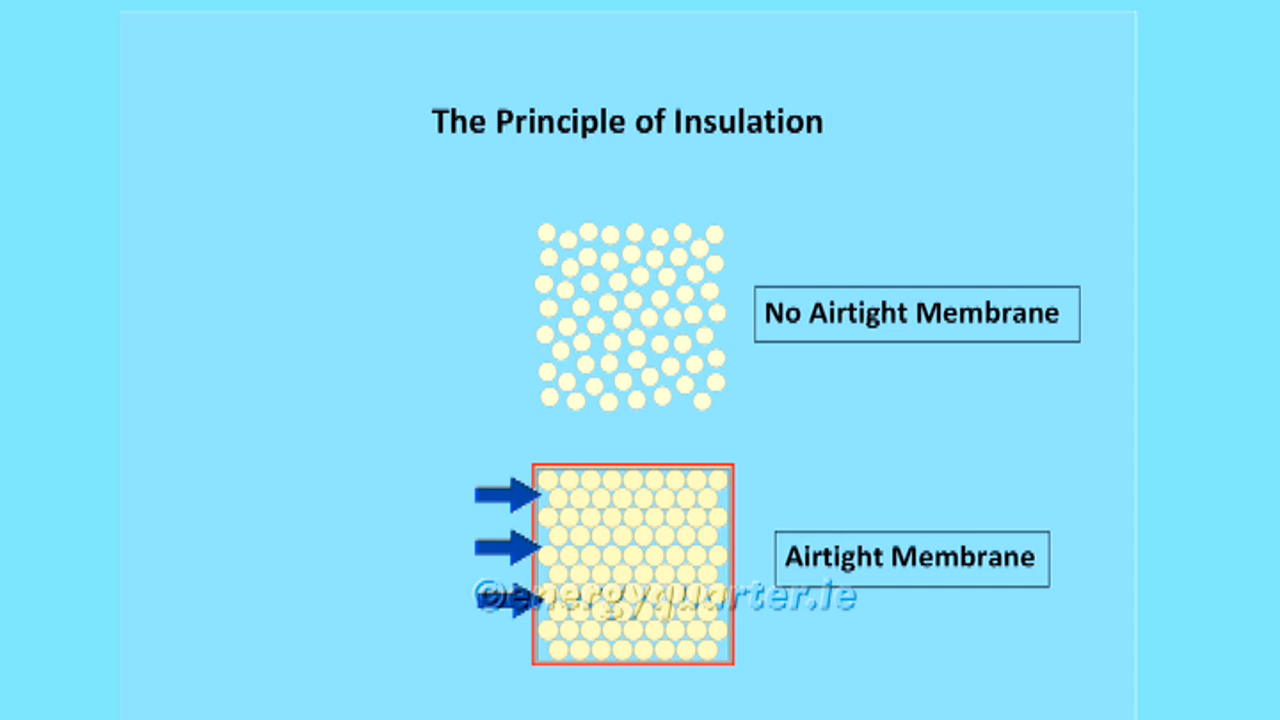 The Principle of Insulation
No Airtight Membrane
Airtight Membrane
©energyquarter.ie